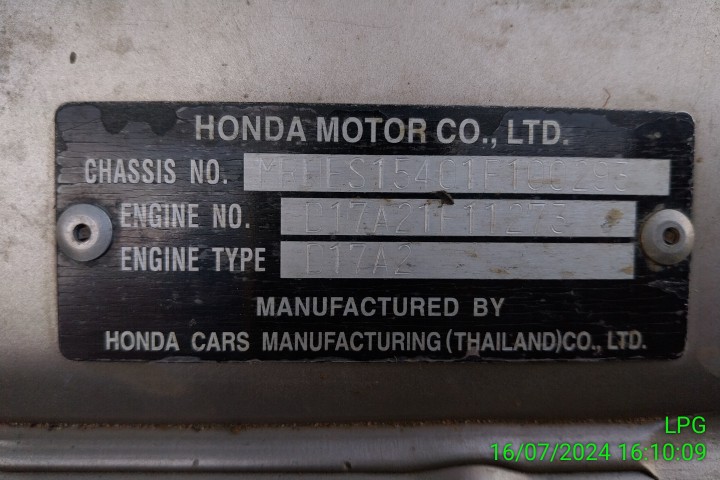 HONDA MOTOR CO., LTD.
CHASSIS NO.
ENGINE NO.
ENGINE TYPE D17A2
MANUFACTURED BY
HONDA CARS MANUFACTURING (THAILAND) CO., LTD.
LPG
16/07/2024 16:10:09